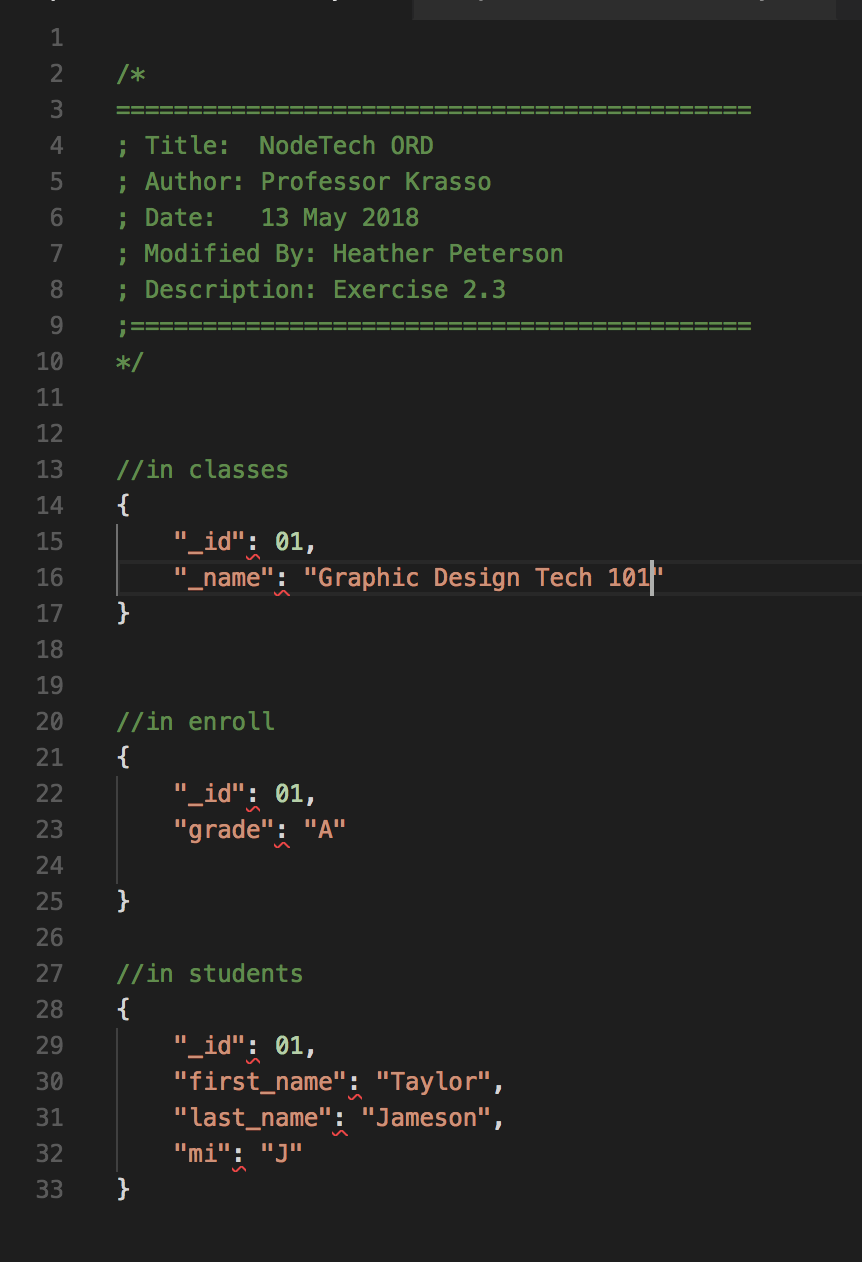 1
2 /*
3 ============================================
4 ; Title:  NodeTech ORD
5 ; Author: Professor Krasso
6 ; Date:   13 May 2018
7 ; Modified By: Heather Peterson
8 ; Description: Exercise 2.3
9 ;===========================================
10 */
11
12
13 //in classes
14 {
15     "_id": 01,
16     "_name": "Graphic Design Tech 101"
17 }
18
19
20 //in enroll
21 {
22     "_id": 01,
23     "grade": "A"
24
25 }
26
27 //in students
28 {
29     "_id": 01,
30     "first_name": "Taylor",
31     "last_name": "Jameson",
32     "mi": "J"
33 }